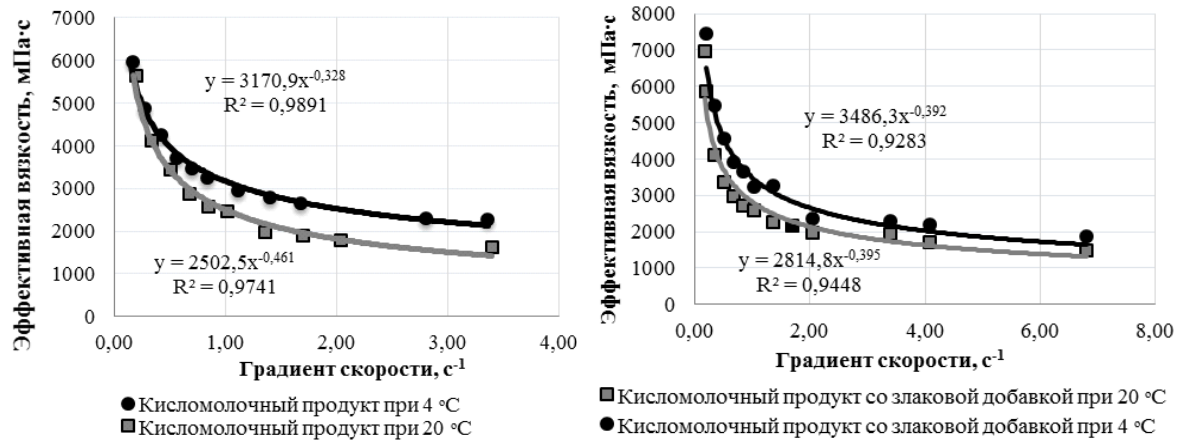 Эффективная вязкость, мПа·с
7000
6000
5000
4000
3000
2000
1000
0
y = 3170,9x^-0,328
R² = 0,9891
y = 2502,5x^-0,461
R² = 0,9741
0,00 1,00 2,00 3,00 4,00
Градиент скорости, с⁻¹
Кисломолочный продукт при 4 °С
Кисломолочный продукт при 20 °С
Эффективная вязкость, мПа·с
8000
7000
6000
5000
4000
3000
2000
1000
0
y = 3486,3x^-0,392
R² = 0,9283
y = 2814,8x^-0,395
R² = 0,9448
0,00 2,00 4,00 6,00 8,00
Градиент скорости, с⁻¹
Кисломолочный продукт со злаковой добавкой при 20 °С
Кисломолочный продукт со злаковой добавкой при 4 °С